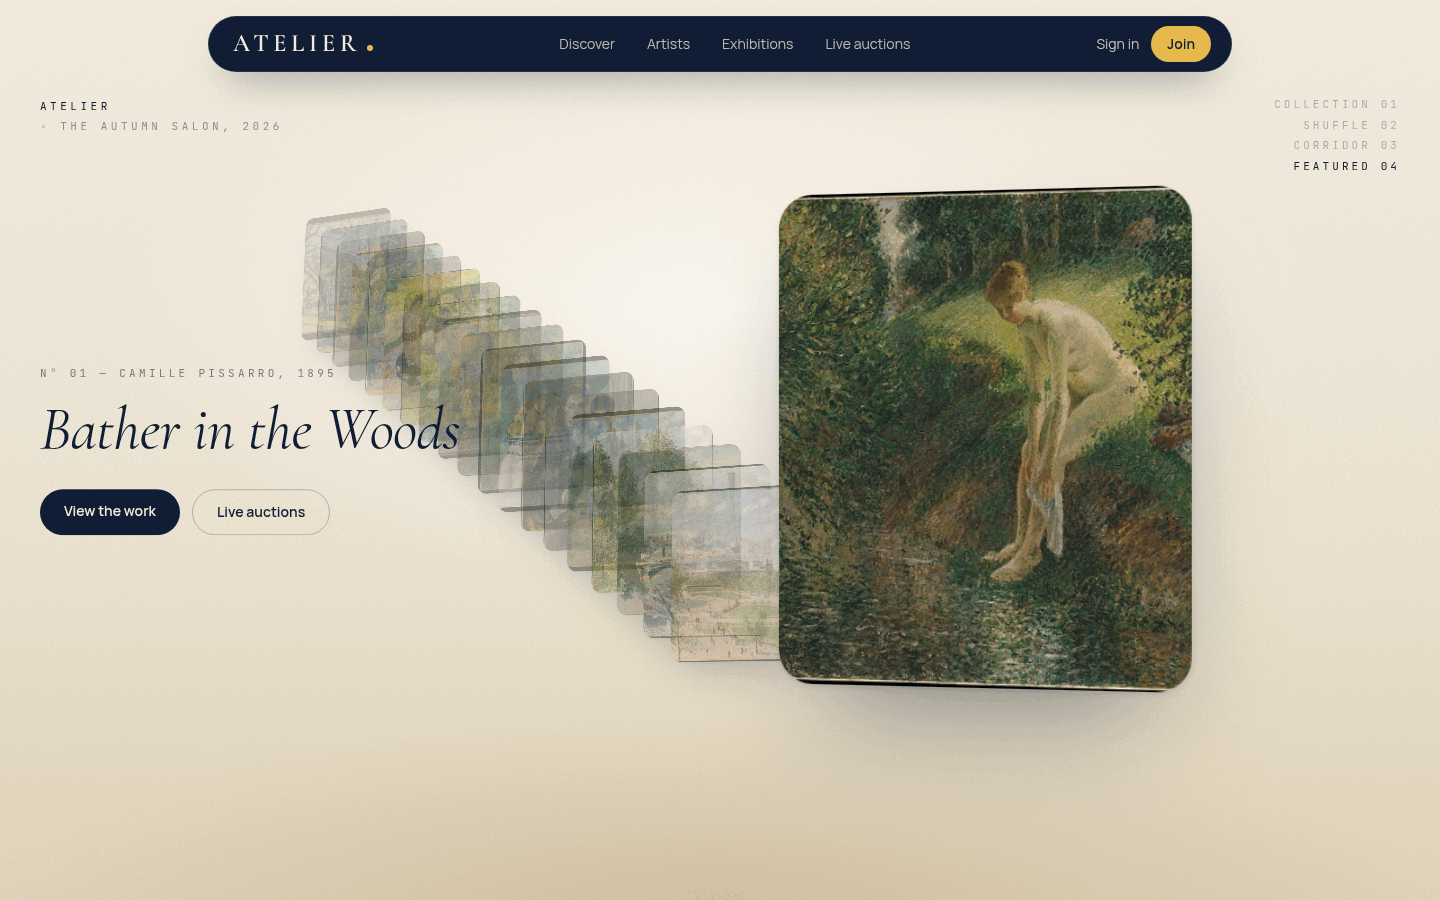 ATELIER
Discover
Artists
Exhibitions
Live auctions
Sign in
Join
ATELIER
◦ THE AUTUMN SALON, 2026
COLLECTION 01
SHUFFLE 02
CORRIDOR 03
FEATURED 04
N° 01 — CAMILLE PISSARRO, 1895
Bather in the Woods
View the work
Live auctions